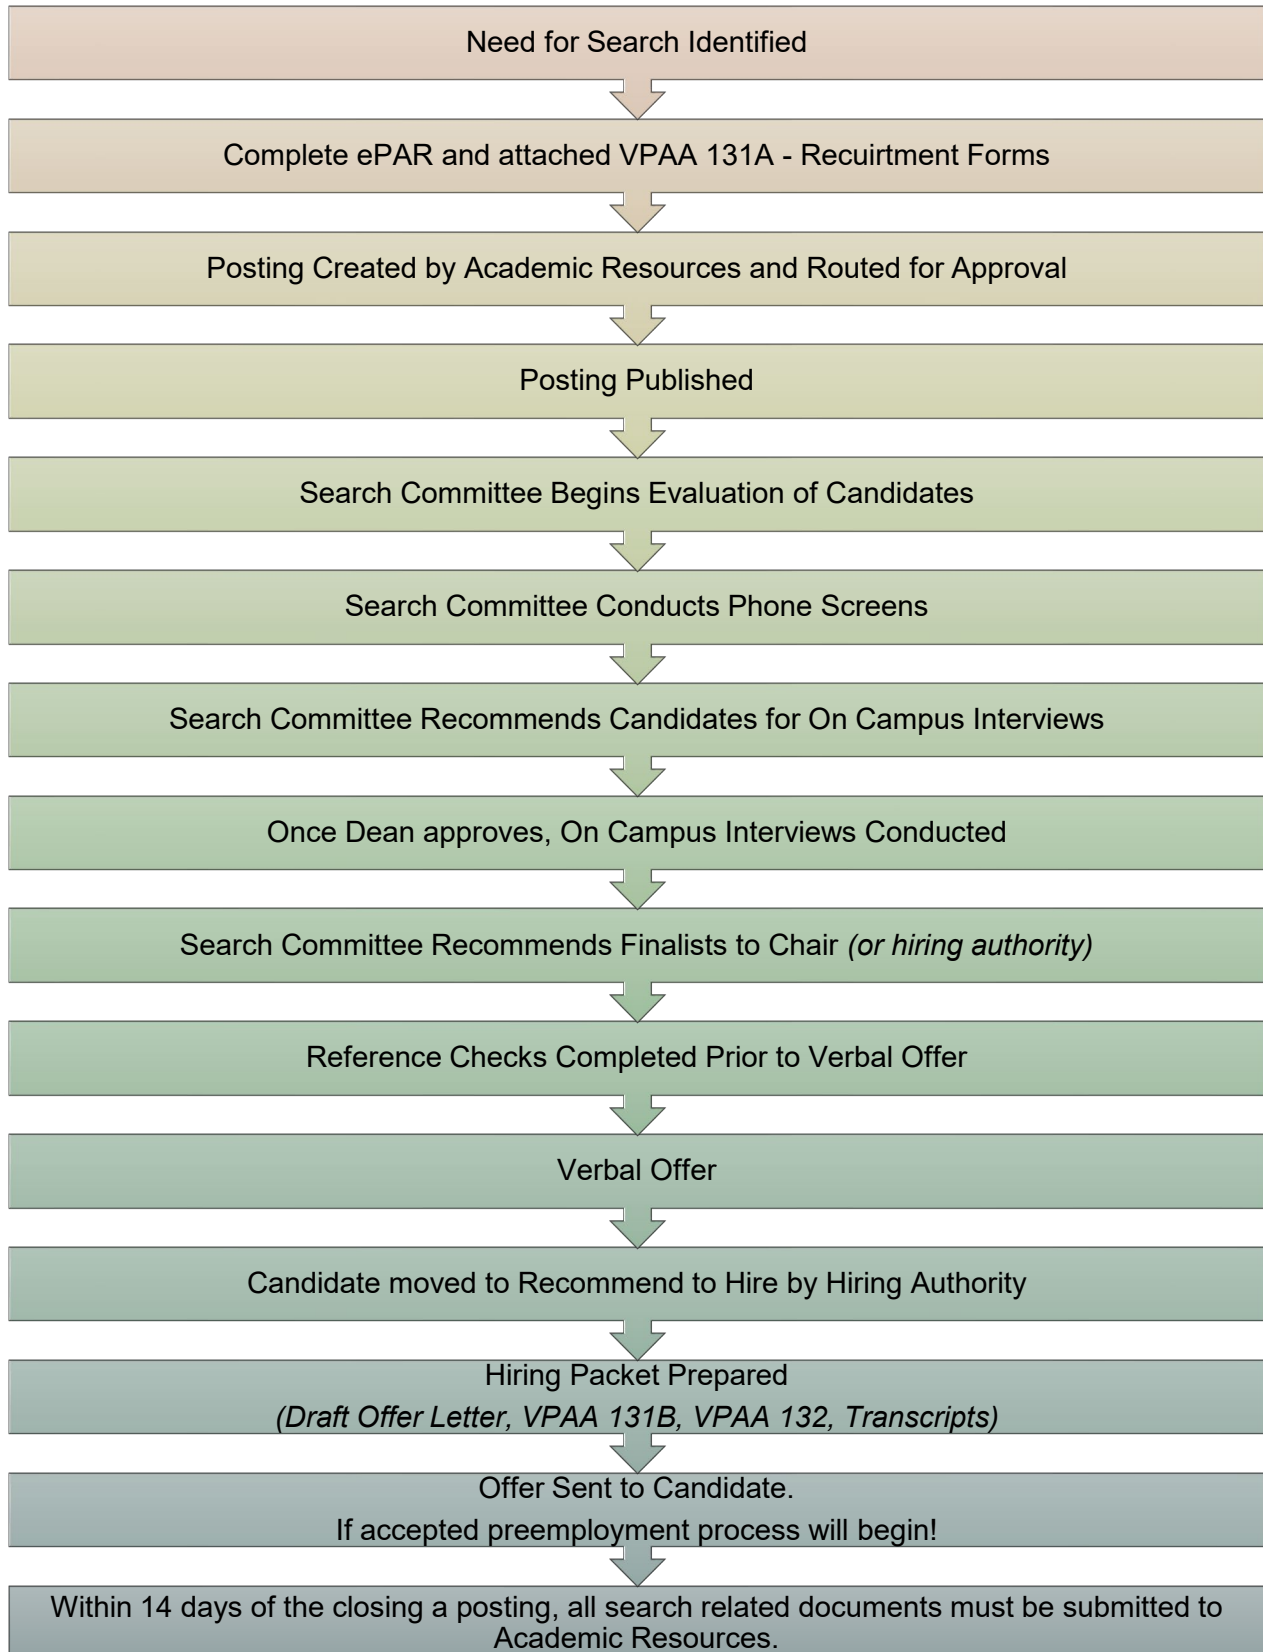 Need for Search Identified
Complete ePAR and attached VPAA 131A - Recuirtment Forms
Posting Created by Academic Resources and Routed for Approval
Posting Published
Search Committee Begins Evaluation of Candidates
Search Committee Conducts Phone Screens
Search Committee Recommends Candidates for On Campus Interviews
Once Dean approves, On Campus Interviews Conducted
Search Committee Recommends Finalists to Chair (or hiring authority)
Reference Checks Completed Prior to Verbal Offer
Verbal Offer
Candidate moved to Recommend to Hire by Hiring Authority
Hiring Packet Prepared
(Draft Offer Letter, VPAA 131B, VPAA 132, Transcripts)
Offer Sent to Candidate.
If accepted preemployment process will begin!
Within 14 days of the closing a posting, all search related documents must be submitted to
Academic Resources.